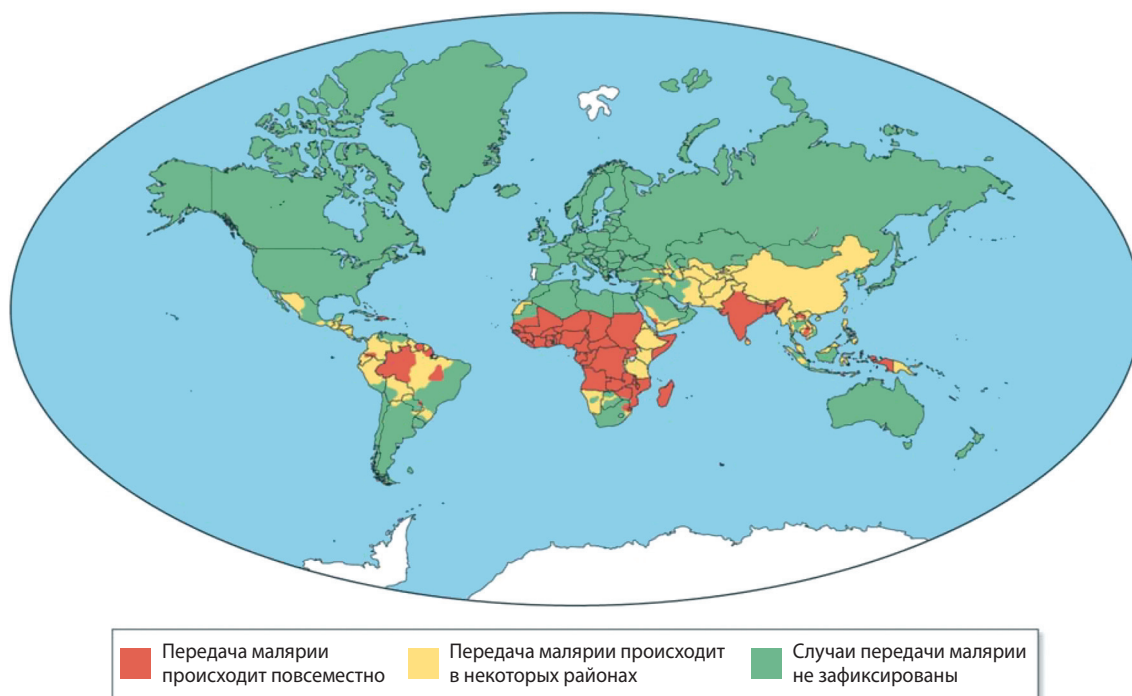 Передача малярии
происходит повсеместно
Передача малярии происходит
в некоторых районах
Случаи передачи малярии
не зафиксированы